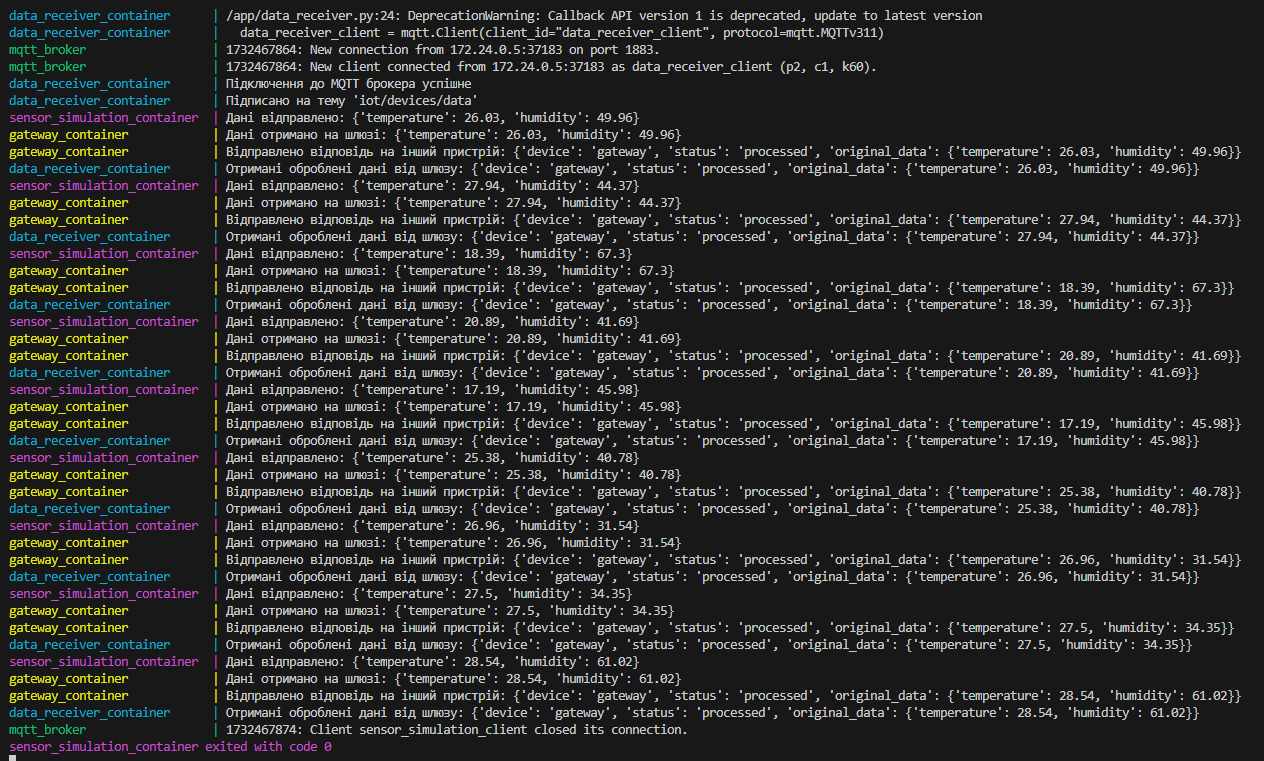 data_receiver_container | /app/data_receiver.py:24: DeprecationWarning: Callback API version 1 is deprecated, update to latest version
data_receiver_container | data_receiver_client = mqtt.Client(client_id="data_receiver_client", protocol=mqtt.MQTTv311)
mqtt_broker | 1732467864: New connection from 172.24.0.5:37183 on port 1883.
mqtt_broker | 1732467864: New client connected from 172.24.0.5:37183 as data_receiver_client (p2, c1, k60).
data_receiver_container | Підключення до MQTT брокера успішне
data_receiver_container | Підписано на тему 'iot/devices/data'
sensor_simulation_container | Дані відправлено: {'temperature': 26.03, 'humidity': 49.96}
gateway_container | Дані отримано на шлюзі: {'temperature': 26.03, 'humidity': 49.96}
gateway_container | Відправлено відповідь на інший пристрій: {'device': 'gateway', 'status': 'processed', 'original_data': {'temperature': 26.03, 'humidity': 49.96}}
data_receiver_container | Отримані оброблені дані від шлюзу: {'device': 'gateway', 'status': 'processed', 'original_data': {'temperature': 26.03, 'humidity': 49.96}}
sensor_simulation_container | Дані відправлено: {'temperature': 27.94, 'humidity': 44.37}
gateway_container | Дані отримано на шлюзі: {'temperature': 27.94, 'humidity': 44.37}
gateway_container | Відправлено відповідь на інший пристрій: {'device': 'gateway', 'status': 'processed', 'original_data': {'temperature': 27.94, 'humidity': 44.37}}
data_receiver_container | Отримані оброблені дані від шлюзу: {'device': 'gateway', 'status': 'processed', 'original_data': {'temperature': 27.94, 'humidity': 44.37}}
sensor_simulation_container | Дані відправлено: {'temperature': 18.39, 'humidity': 67.3}
gateway_container | Дані отримано на шлюзі: {'temperature': 18.39, 'humidity': 67.3}
gateway_container | Відправлено відповідь на інший пристрій: {'device': 'gateway', 'status': 'processed', 'original_data': {'temperature': 18.39, 'humidity': 67.3}}
data_receiver_container | Отримані оброблені дані від шлюзу: {'device': 'gateway', 'status': 'processed', 'original_data': {'temperature': 18.39, 'humidity': 67.3}}
sensor_simulation_container | Дані відправлено: {'temperature': 20.89, 'humidity': 41.69}
gateway_container | Дані отримано на шлюзі: {'temperature': 20.89, 'humidity': 41.69}
gateway_container | Відправлено відповідь на інший пристрій: {'device': 'gateway', 'status': 'processed', 'original_data': {'temperature': 20.89, 'humidity': 41.69}}
data_receiver_container | Отримані оброблені дані від шлюзу: {'device': 'gateway', 'status': 'processed', 'original_data': {'temperature': 20.89, 'humidity': 41.69}}
sensor_simulation_container | Дані відправлено: {'temperature': 17.19, 'humidity': 45.98}
gateway_container | Дані отримано на шлюзі: {'temperature': 17.19, 'humidity': 45.98}
gateway_container | Відправлено відповідь на інший пристрій: {'device': 'gateway', 'status': 'processed', 'original_data': {'temperature': 17.19, 'humidity': 45.98}}
data_receiver_container | Отримані оброблені дані від шлюзу: {'device': 'gateway', 'status': 'processed', 'original_data': {'temperature': 17.19, 'humidity': 45.98}}
sensor_simulation_container | Дані відправлено: {'temperature': 25.38, 'humidity': 40.78}
gateway_container | Дані отримано на шлюзі: {'temperature': 25.38, 'humidity': 40.78}
gateway_container | Відправлено відповідь на інший пристрій: {'device': 'gateway', 'status': 'processed', 'original_data': {'temperature': 25.38, 'humidity': 40.78}}
data_receiver_container | Отримані оброблені дані від шлюзу: {'device': 'gateway', 'status': 'processed', 'original_data': {'temperature': 25.38, 'humidity': 40.78}}
sensor_simulation_container | Дані відправлено: {'temperature': 26.96, 'humidity': 31.54}
gateway_container | Дані отримано на шлюзі: {'temperature': 26.96, 'humidity': 31.54}
gateway_container | Відправлено відповідь на інший пристрій: {'device': 'gateway', 'status': 'processed', 'original_data': {'temperature': 26.96, 'humidity': 31.54}}
data_receiver_container | Отримані оброблені дані від шлюзу: {'device': 'gateway', 'status': 'processed', 'original_data': {'temperature': 26.96, 'humidity': 31.54}}
sensor_simulation_container | Дані відправлено: {'temperature': 27.5, 'humidity': 34.35}
gateway_container | Дані отримано на шлюзі: {'temperature': 27.5, 'humidity': 34.35}
gateway_container | Відправлено відповідь на інший пристрій: {'device': 'gateway', 'status': 'processed', 'original_data': {'temperature': 27.5, 'humidity': 34.35}}
data_receiver_container | Отримані оброблені дані від шлюзу: {'device': 'gateway', 'status': 'processed', 'original_data': {'temperature': 27.5, 'humidity': 34.35}}
sensor_simulation_container | Дані відправлено: {'temperature': 28.54, 'humidity': 61.02}
gateway_container | Дані отримано на шлюзі: {'temperature': 28.54, 'humidity': 61.02}
gateway_container | Відправлено відповідь на інший пристрій: {'device': 'gateway', 'status': 'processed', 'original_data': {'temperature': 28.54, 'humidity': 61.02}}
data_receiver_container | Отримані оброблені дані від шлюзу: {'device': 'gateway', 'status': 'processed', 'original_data': {'temperature': 28.54, 'humidity': 61.02}}
mqtt_broker | 1732467874: Client sensor_simulation_client closed its connection.
sensor_simulation_container exited with code 0